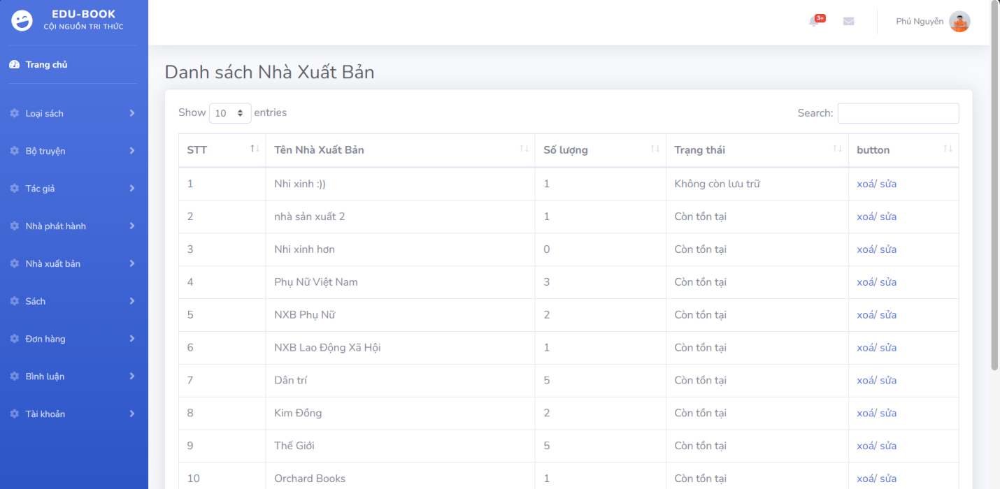 EDU-BOOK
CỘI NGUỒN TRI THỨC
3+
Phú Nguyễn
Trang chủ
Loại sách
Bộ truyện
Tác giả
Nhà phát hành
Nhà xuất bản
Sách
Đơn hàng
Bình luận
Tài khoản
Danh sách Nhà Xuất Bản
Show 10 entries Search:
STT Tên Nhà Xuất Bản Số lượng Trạng thái button
1 Nhi xinh :)) 1 Không còn lưu trữ xoá/ sửa
2 nhà sản xuất 2 1 Còn tồn tại xoá/ sửa
3 Nhi xinh hơn 0 Còn tồn tại xoá/ sửa
4 Phụ Nữ Việt Nam 3 Còn tồn tại xoá/ sửa
5 NXB Phụ Nữ 2 Còn tồn tại xoá/ sửa
6 NXB Lao Động Xã Hội 1 Còn tồn tại xoá/ sửa
7 Dân trí 5 Còn tồn tại xoá/ sửa
8 Kim Đồng 2 Còn tồn tại xoá/ sửa
9 Thế Giới 5 Còn tồn tại xoá/ sửa
10 Orchard Books 1 Còn tồn tại xoá/ sửa